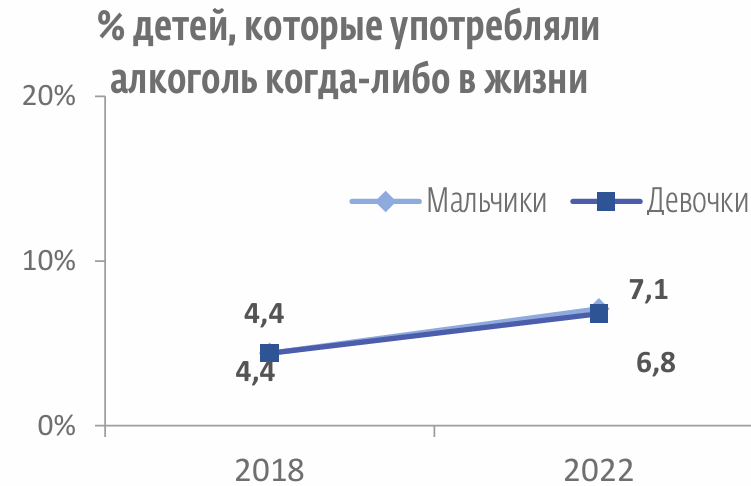 % детей, которые употребляли
алкоголь когда-либо в жизни
20%
Мальчики
Девочки
10%
7,1
4,4
4,4
6,8
0%
2018
2022